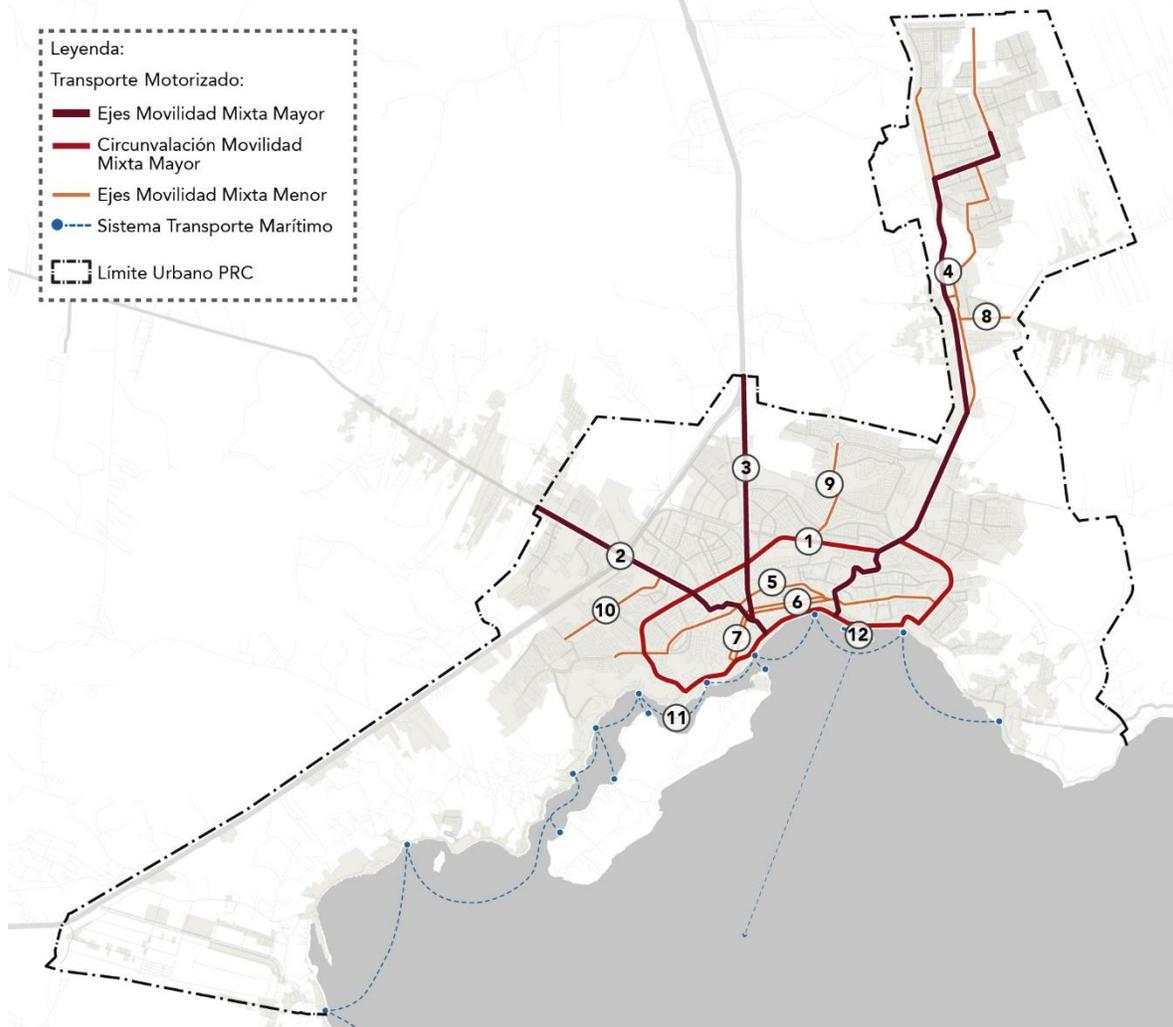 Leyenda:
Transporte Motorizado:
Ejes Movilidad Mixta Mayor
Circunvalación Movilidad
Mixta Mayor
Ejes Movilidad Mixta Menor
Sistema Transporte Marítimo
Límite Urbano PRC
4
8
3
9
1
2
5
6
10
7
12
11